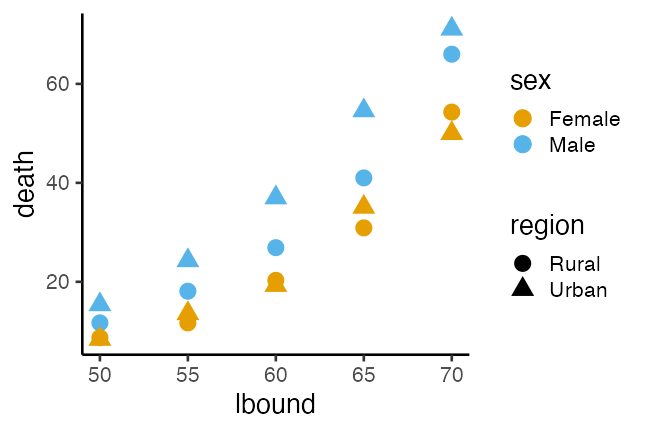 death
60
40
20
50 55 60 65 70
lbound
sex
Female
Male
region
Rural
Urban